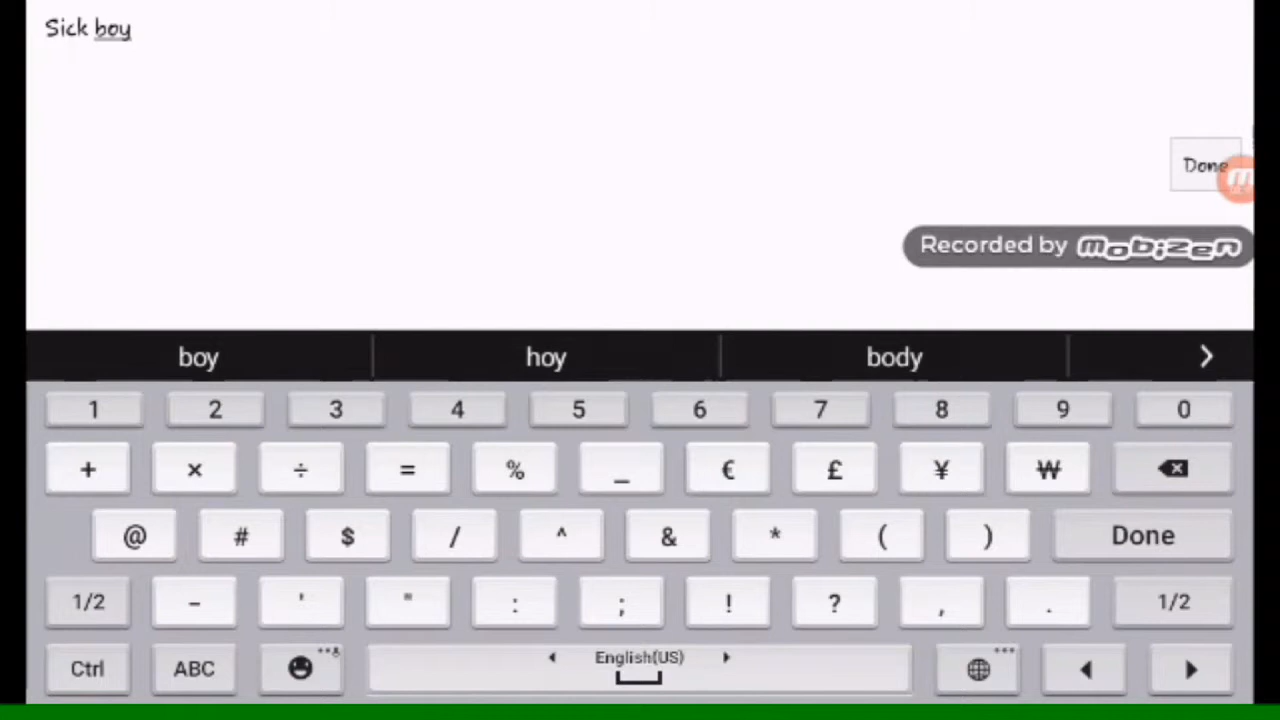 Sick boy
Done
Recorded by mobizen
boy hoy body >
1 2 3 4 5 6 7 8 9 0
+ × ÷ = % _ € £ ¥ ₩
@ # $ / ^ & * ( ) Done
1/2 - ' " : ; ! ? , . 1/2
Ctrl ABC English(US)